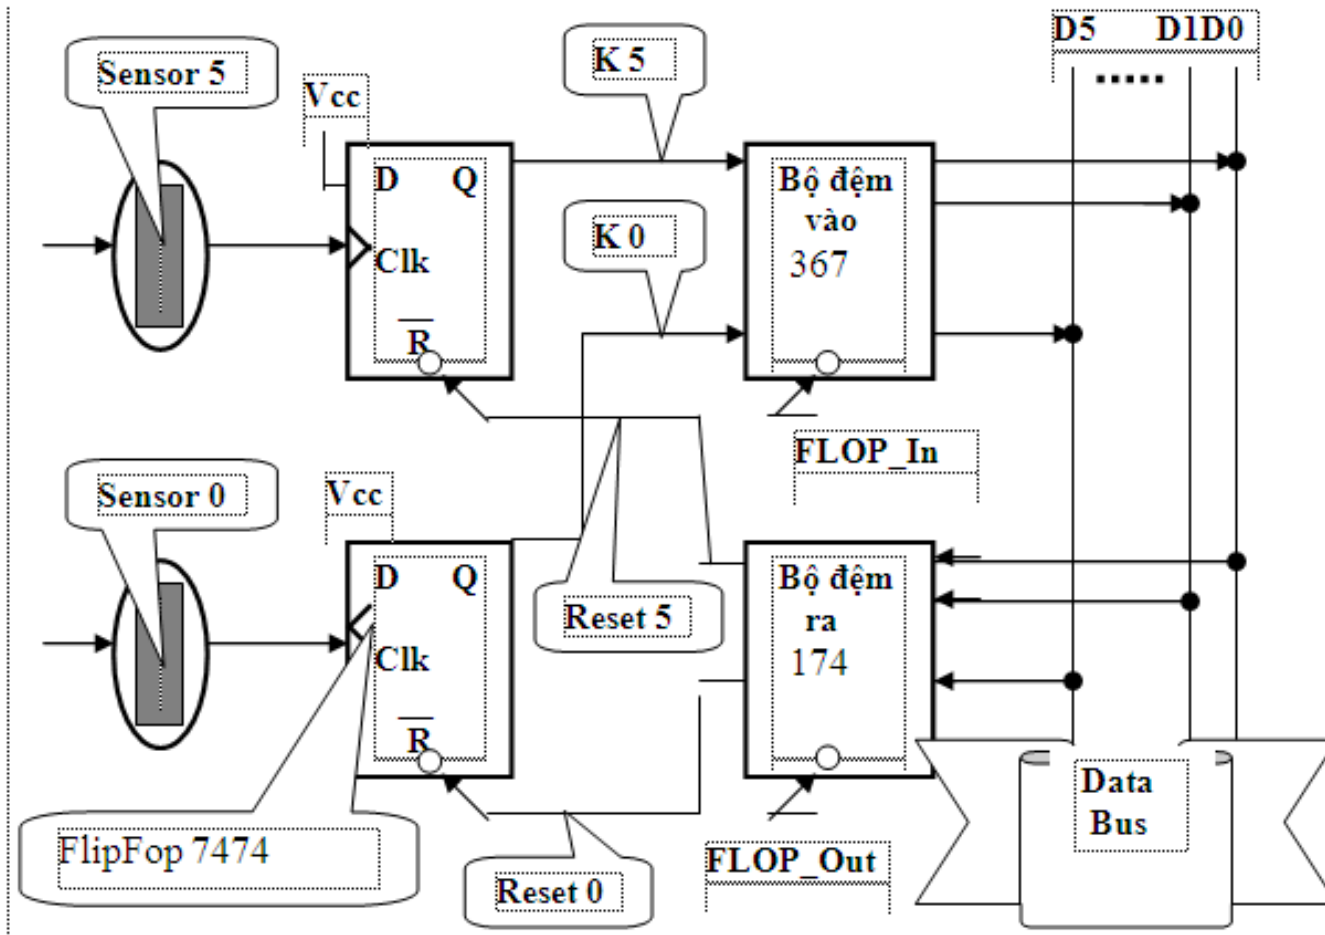 D5 D1D0
Sensor 5
K 5
Vcc
D Q
Clk
R
Bộ đệm
vào
367
K 0
FLOP_In
Sensor 0
Vcc
D Q
Clk
R
Bộ đệm
ra
174
Reset 5
FlipFop 7474
Reset 0
FLOP_Out
Data
Bus